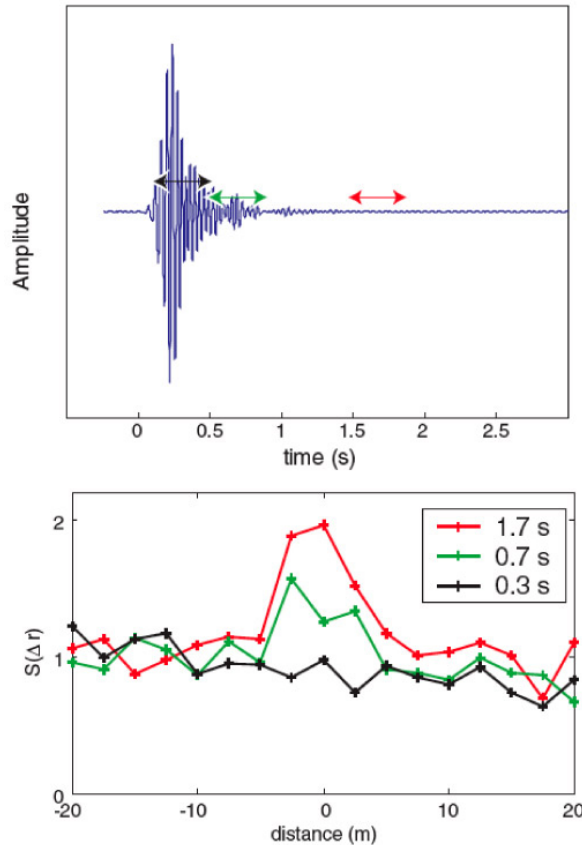 Amplitude
0 0.5 1 1.5 2 2.5
time (s)
2
1
0
S(Δ r)
1.7 s
0.7 s
0.3 s
-20 -10 0 10 20
distance (m)